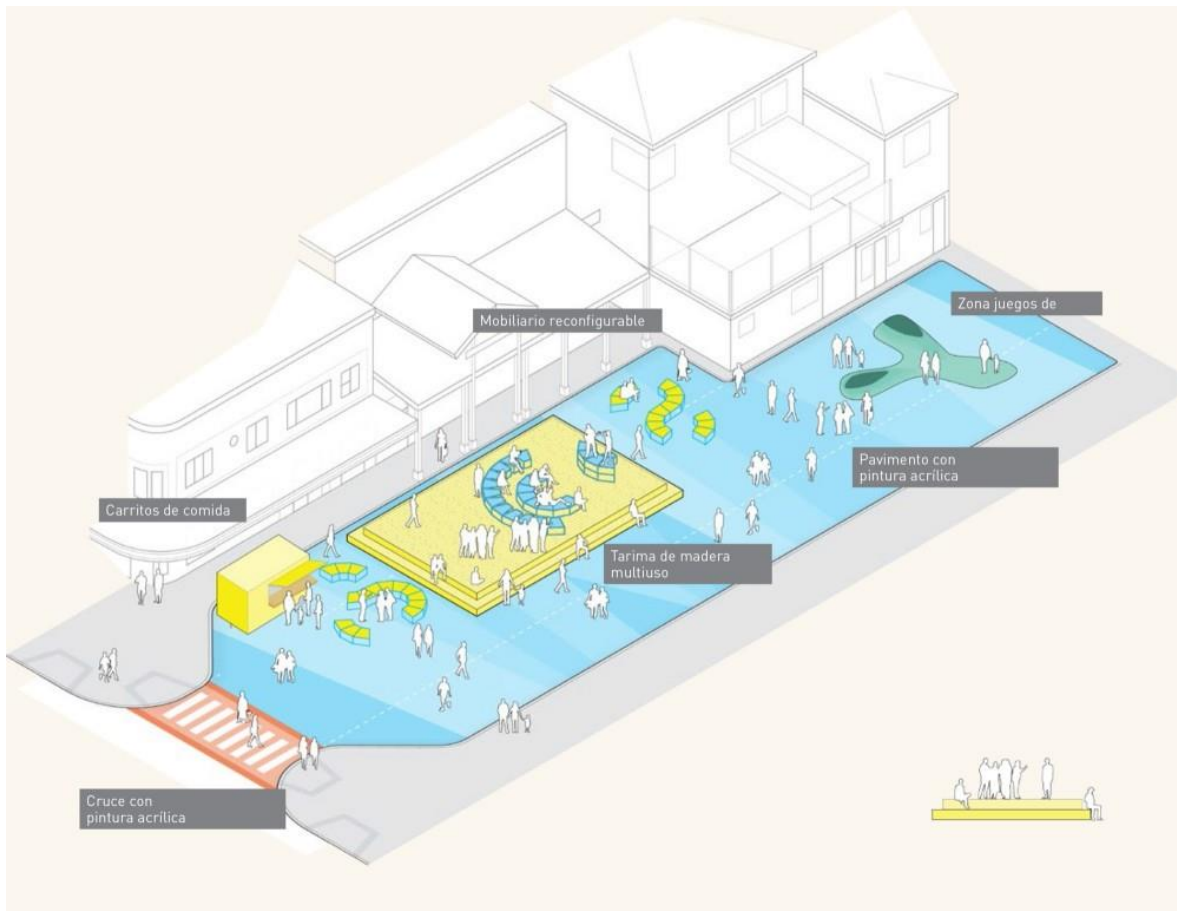 Zona juegos de
Mobiliario reconfigurable
Pavimento con
pintura acrílica
Carritos de comida
Tarima de madera
multiuso
Cruce con
pintura acrílica